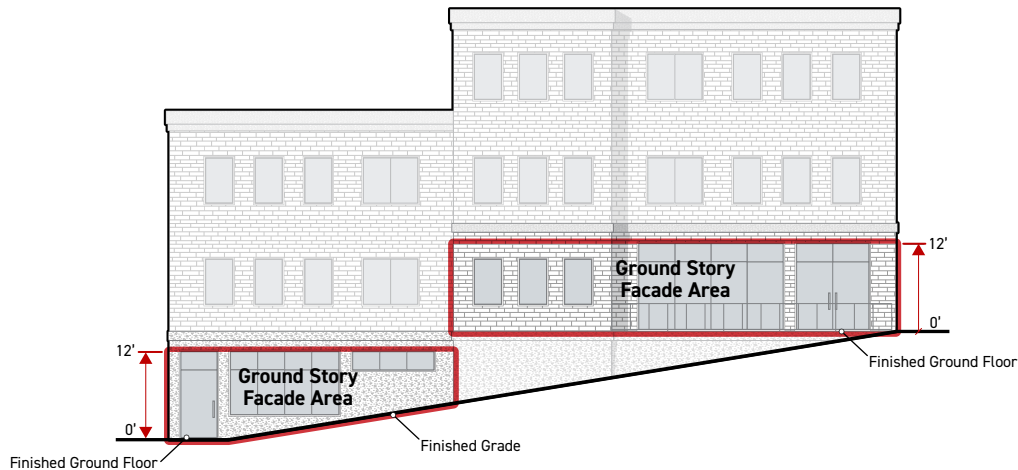 12'
Ground Story
Facade Area
0'
Finished Ground Floor
12'
Ground Story
Facade Area
0'
Finished Grade
Finished Ground Floor